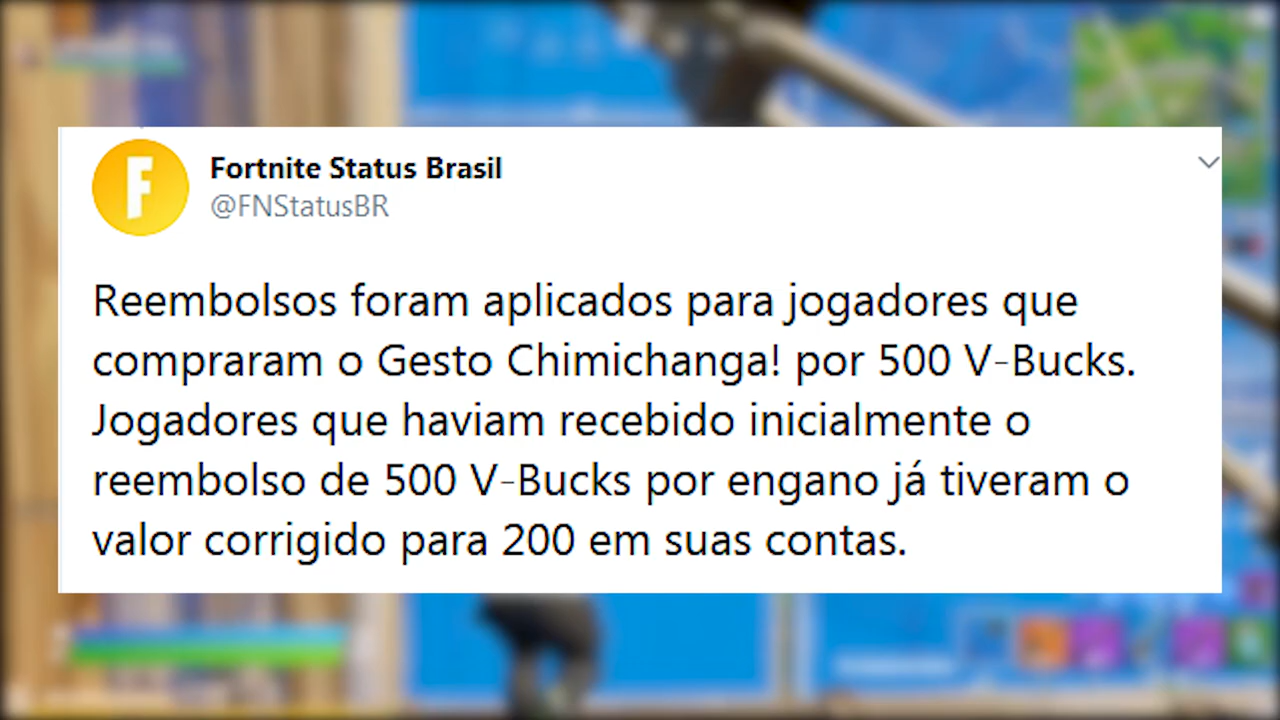 F
Fortnite Status Brasil
@FNStatusBR
Reembolsos foram aplicados para jogadores que
compraram o Gesto Chimichanga! por 500 V-Bucks.
Jogadores que haviam recebido inicialmente o
reembolso de 500 V-Bucks por engano já tiveram o
valor corrigido para 200 em suas contas.